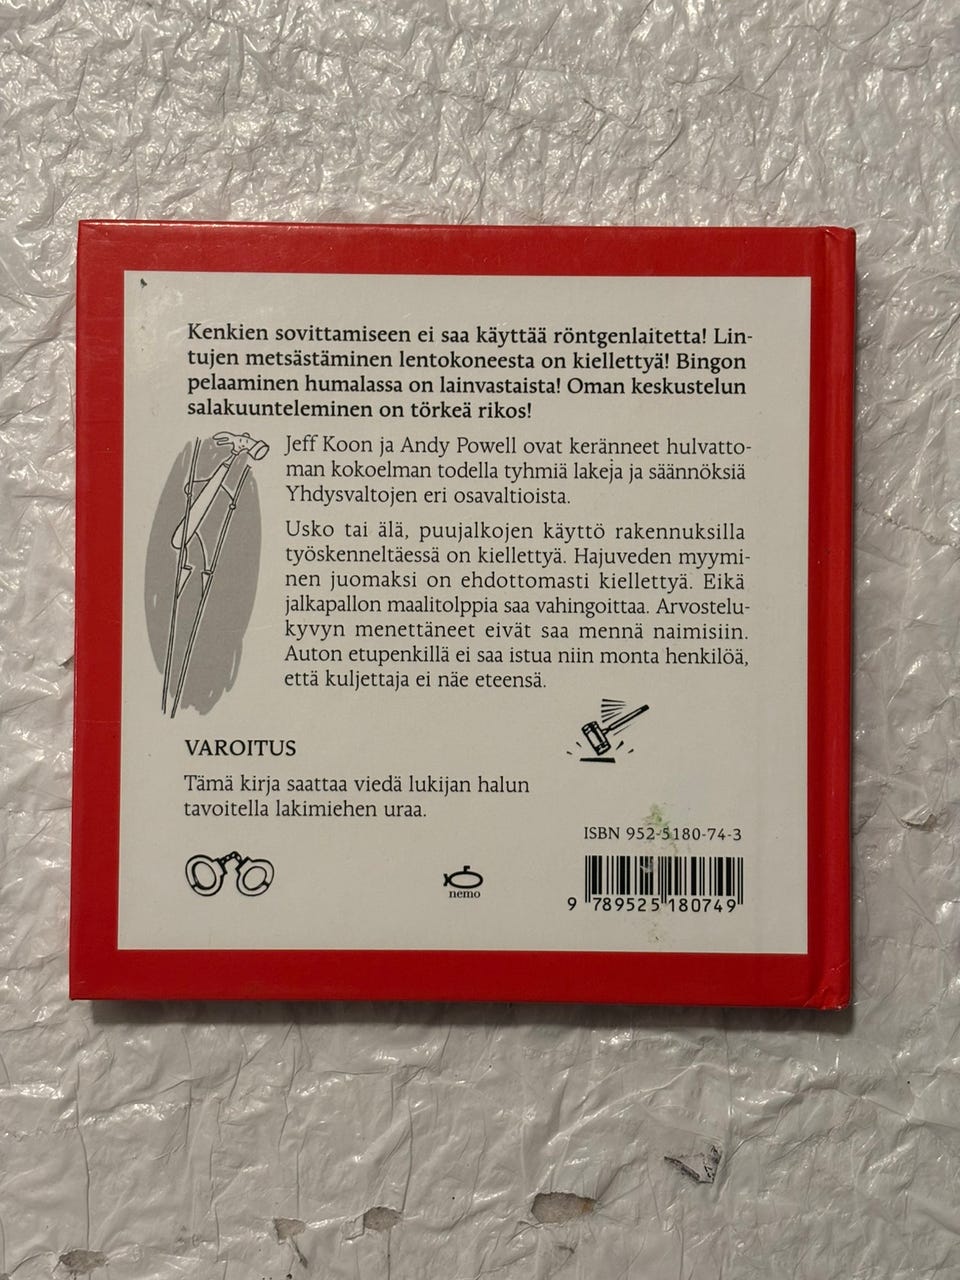 Kenkien sovittamiseen ei saa käyttää röntgenlaitetta! Lin-
tujen metsästäminen lentokoneesta on kiellettyä! Bingon
pelaaminen humalassa on lainvastaista! Oman keskustelun
salakuunteleminen on törkeä rikos!
Jeff Koon ja Andy Powell ovat keränneet hulvatto-
man kokoelman todella tyhmiä lakeja ja säännöksiä
Yhdysvaltojen eri osavaltioista.
Usko tai älä, puujalkojen käyttö rakennuksilla
työskenneltäessä on kiellettyä. Hajuveden myymi-
nen juomaksi on ehdottomasti kiellettyä. Eikä
jalkapallon maalitolppia saa vahingoittaa. Arvostelu-
kyvyn menettäneet eivät saa mennä naimisiin.
Auton etupenkillä ei saa istua niin monta henkilöä,
että kuljettaja ei näe eteensä.
VAROITUS
Tämä kirja saattaa viedä lukijan halun
tavoitella lakimiehen uraa.
ISBN 952-5180-74-3
nemo
9 789525 180749